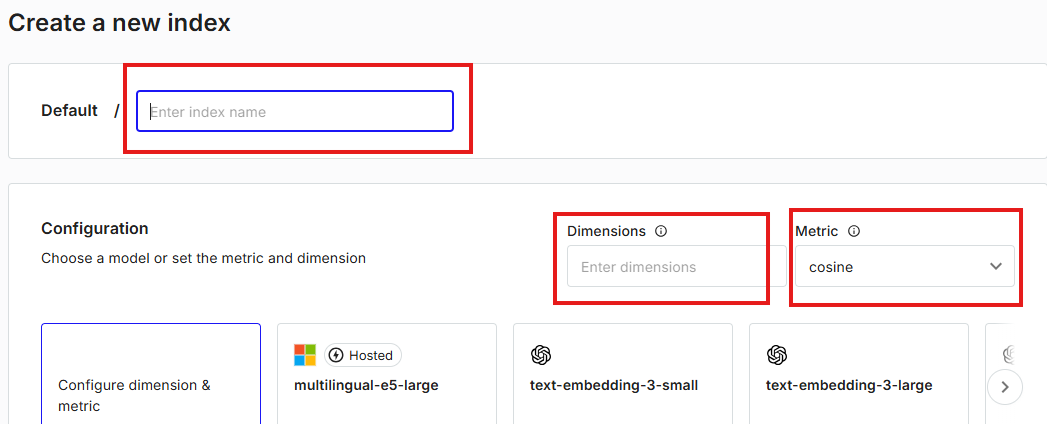 Create a new index
Default / Enter index name
Configuration
Choose a model or set the metric and dimension
Dimensions
Enter dimensions
Metric
cosine
Configure dimension &
metric
Hosted
multilingual-e5-large
text-embedding-3-small
text-embedding-3-large